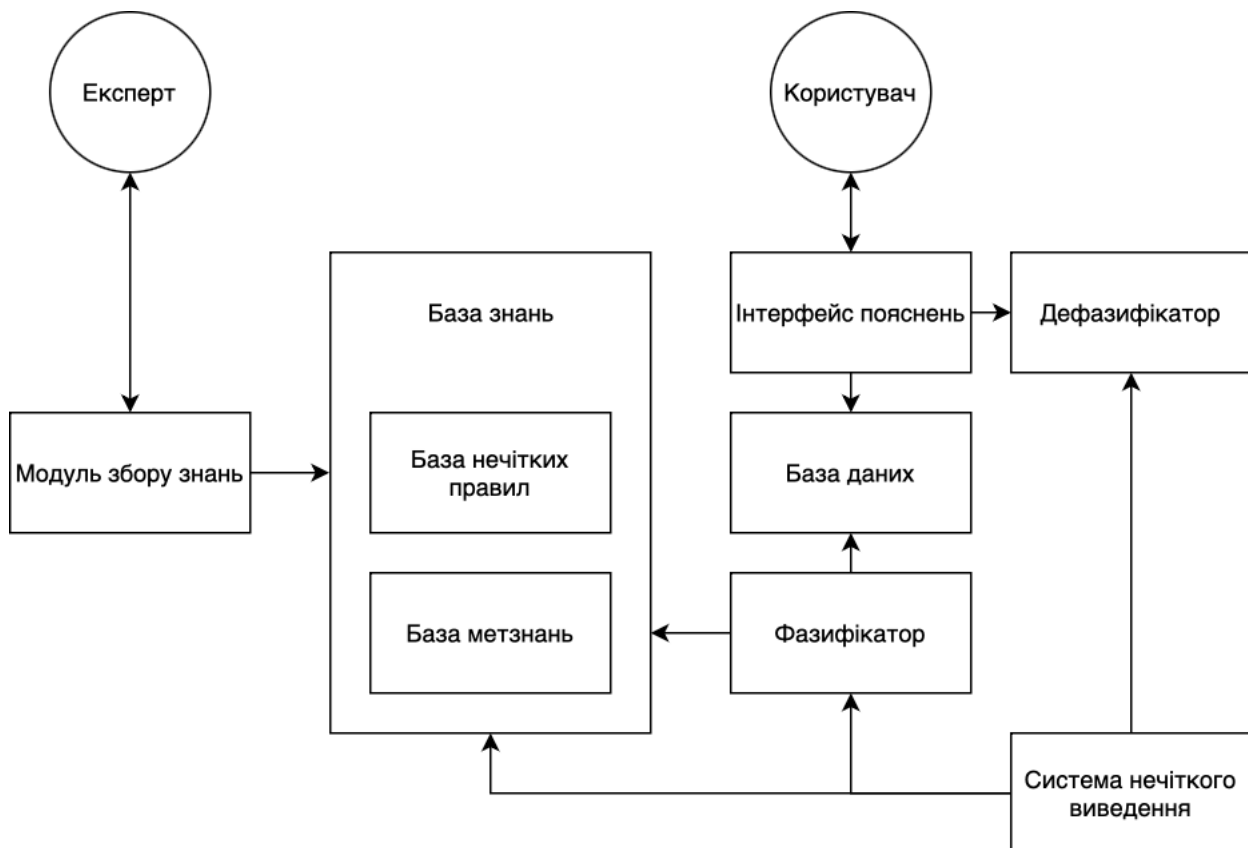 Експерт
Користувач
База знань
Інтерфейс пояснень
Дефазифікатор
Модуль збору знань
База нечітких
правил
База даних
База метзнань
Фазифікатор
Система нечіткого
виведення